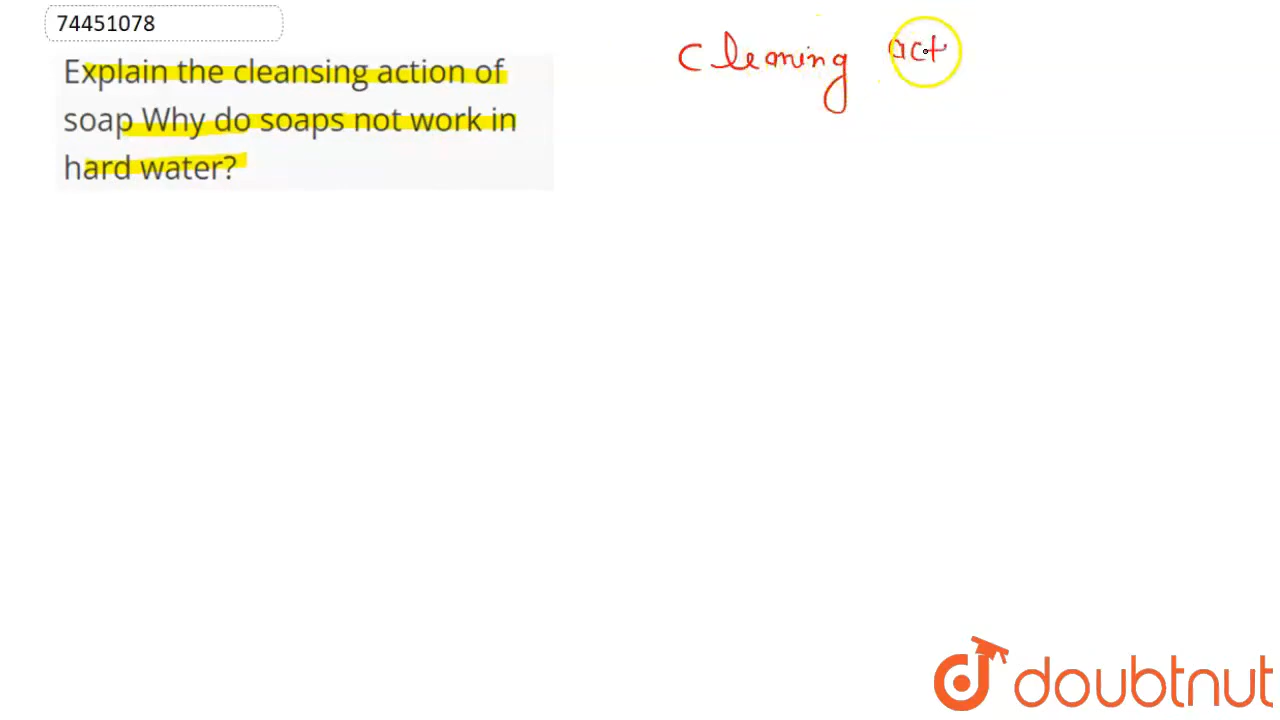 74451078
Explain the cleansing action of
soap Why do soaps not work in
hard water?
Cleaning act
doubtnut